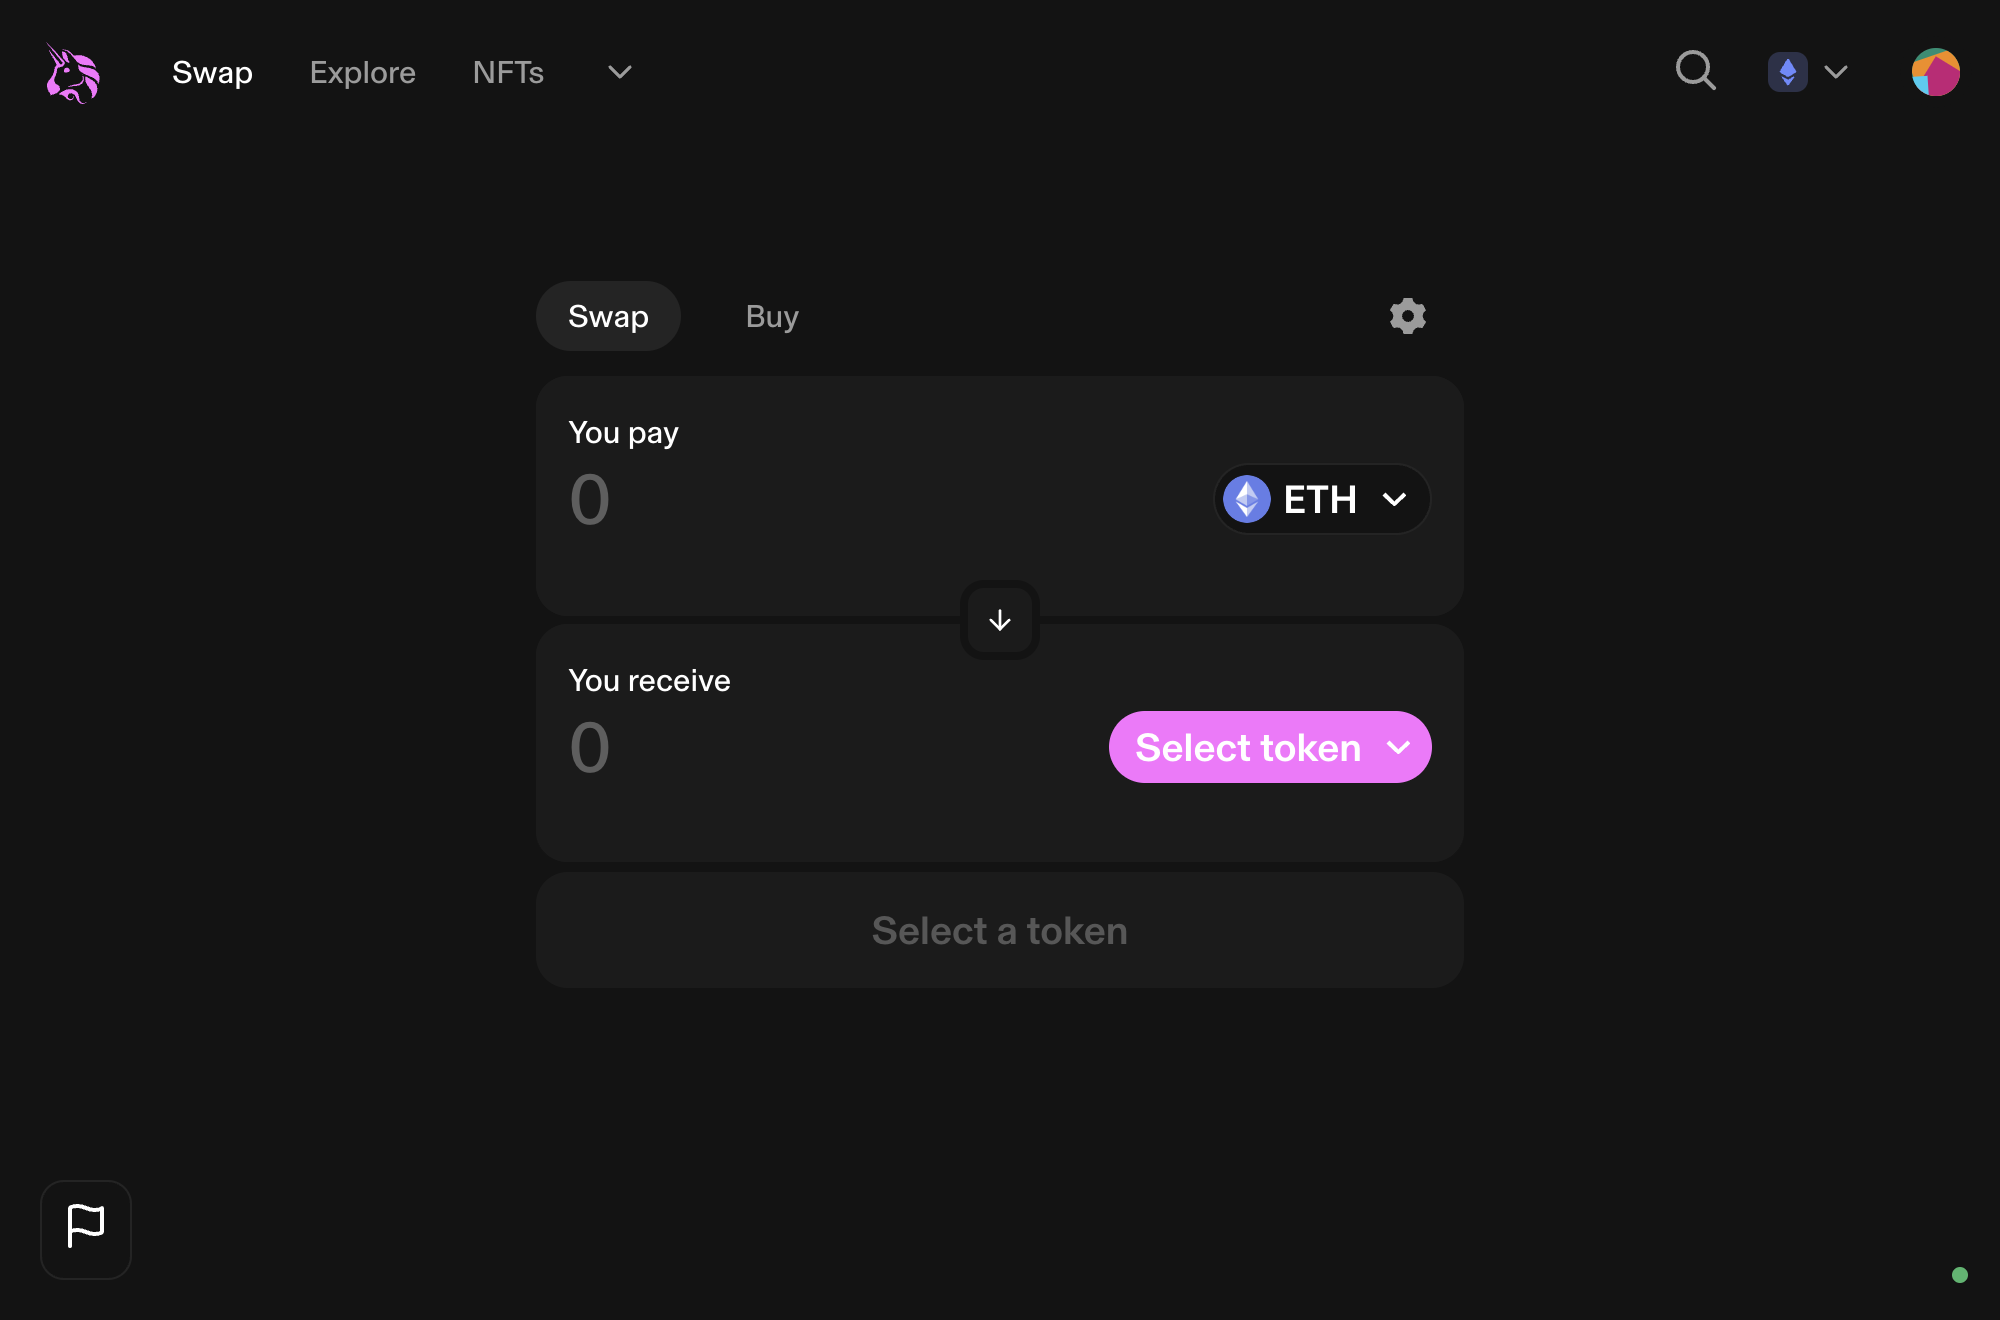 Swap
Explore
NFTs
Swap
Buy
You pay
0
ETH
You receive
0
Select token
Select a token